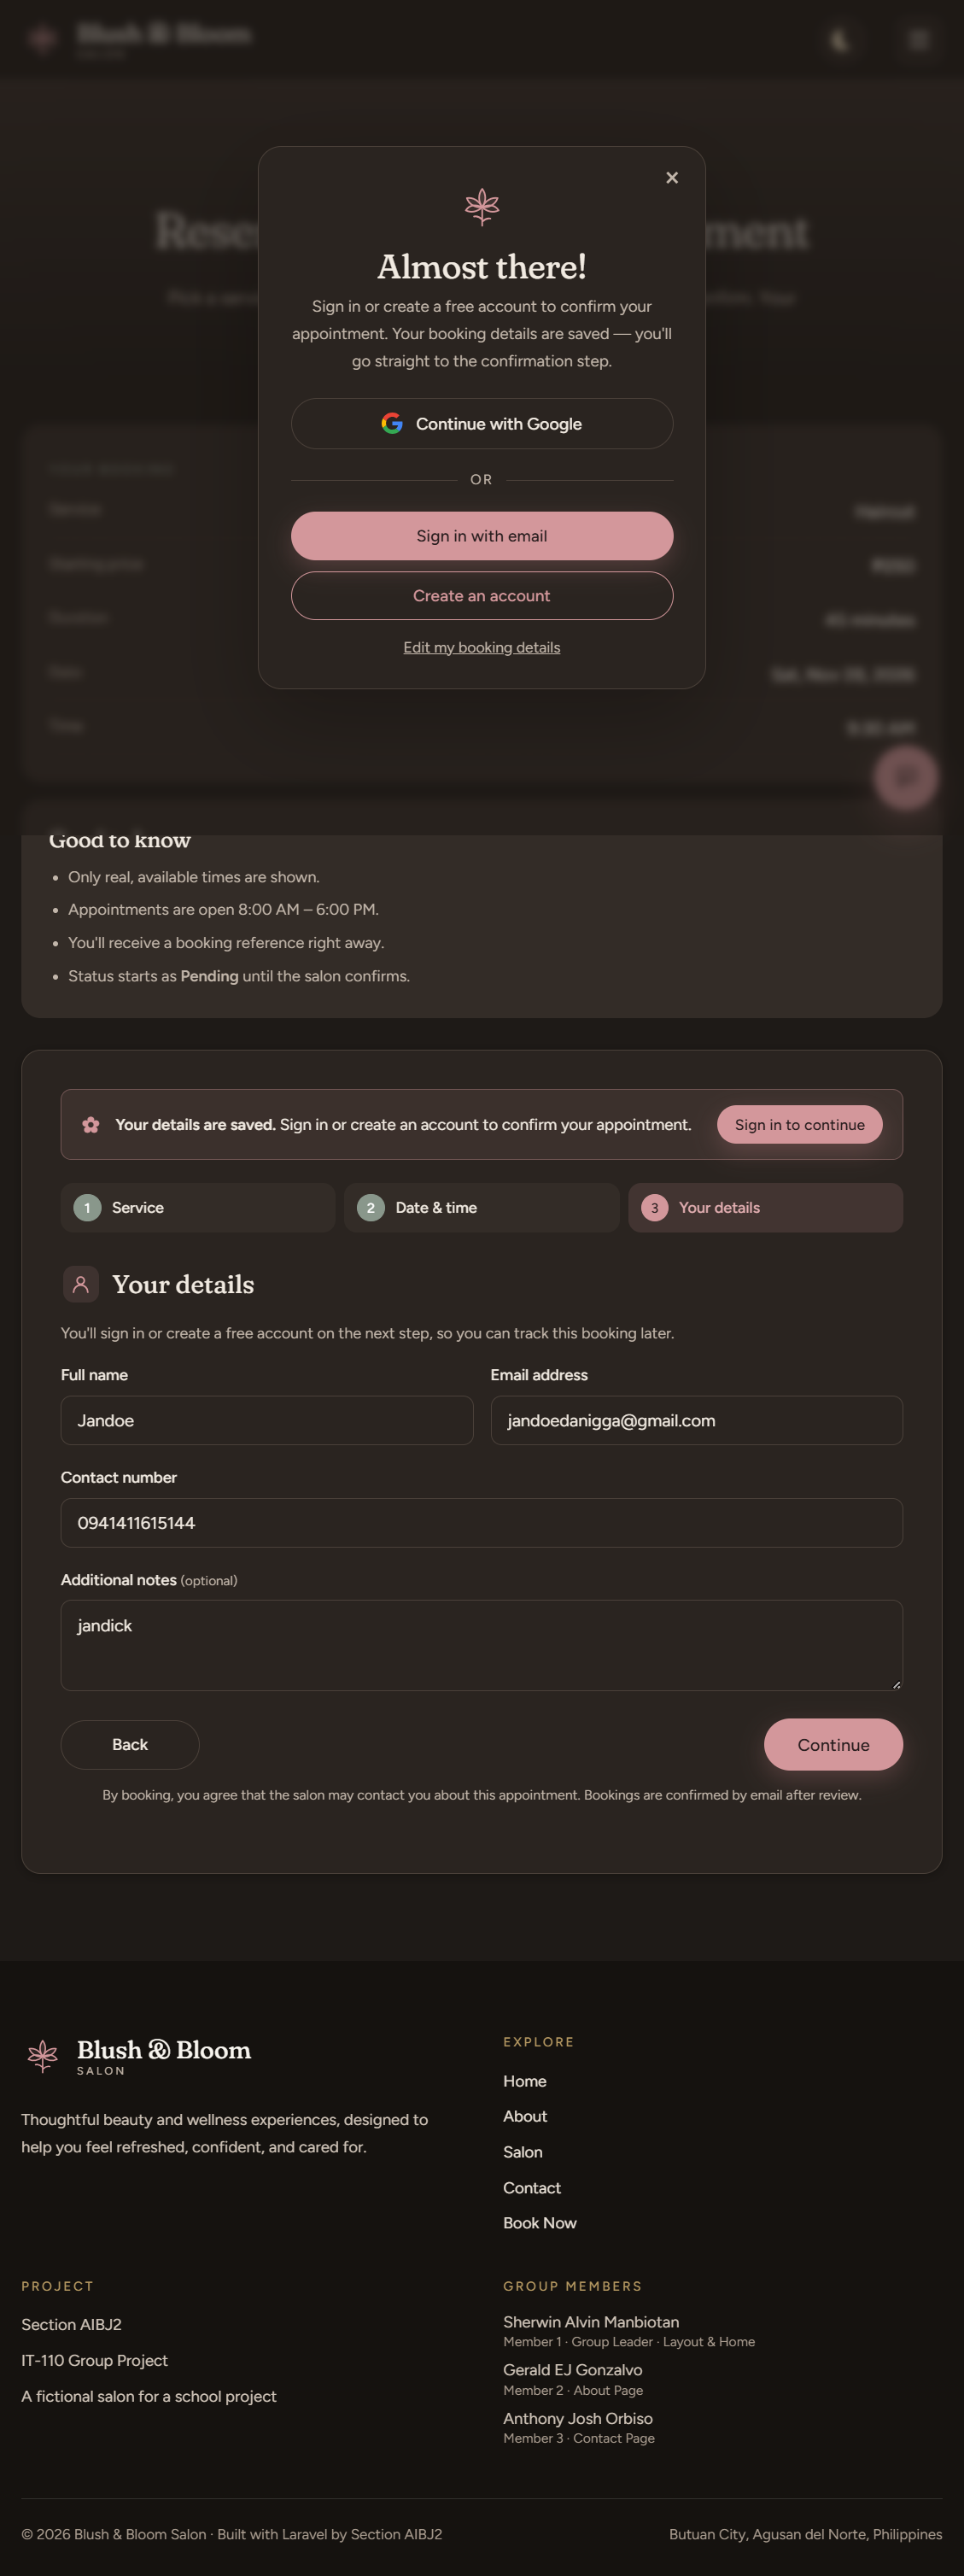 Blush & Bloom
Almost there!
Sign in or create a free account to confirm your
appointment. Your booking details are saved — you'll
go straight to the confirmation step.
Continue with Google
OR
Sign in with email
Create an account
Edit my booking details
Good to know
Only real, available times are shown.
Appointments are open 8:00 AM – 6:00 PM.
You'll receive a booking reference right away.
Status starts as Pending until the salon confirms.
Your details are saved. Sign in or create an account to confirm your appointment.
Sign in to continue
1 Service
2 Date & time
3 Your details
Your details
You'll sign in or create a free account on the next step, so you can track this booking later.
Full name
Email address
Jandoe
jandoedanigga@gmail.com
Contact number
0941411615144
Additional notes (optional)
jandick
Back
Continue
By booking, you agree that the salon may contact you about this appointment. Bookings are confirmed by email after review.
Blush & Bloom
SALON
Thoughtful beauty and wellness experiences, designed to
help you feel refreshed, confident, and cared for.
EXPLORE
Home
About
Salon
Contact
Book Now
PROJECT
Section AIBJ2
IT-110 Group Project
A fictional salon for a school project
GROUP MEMBERS
Sherwin Alvin Manbiotan
Member 1 · Group Leader · Layout & Home
Gerald EJ Gonzalvo
Member 2 · About Page
Anthony Josh Orbiso
Member 3 · Contact Page
© 2026 Blush & Bloom Salon · Built with Laravel by Section AIBJ2
Butuan City, Agusan del Norte, Philippines